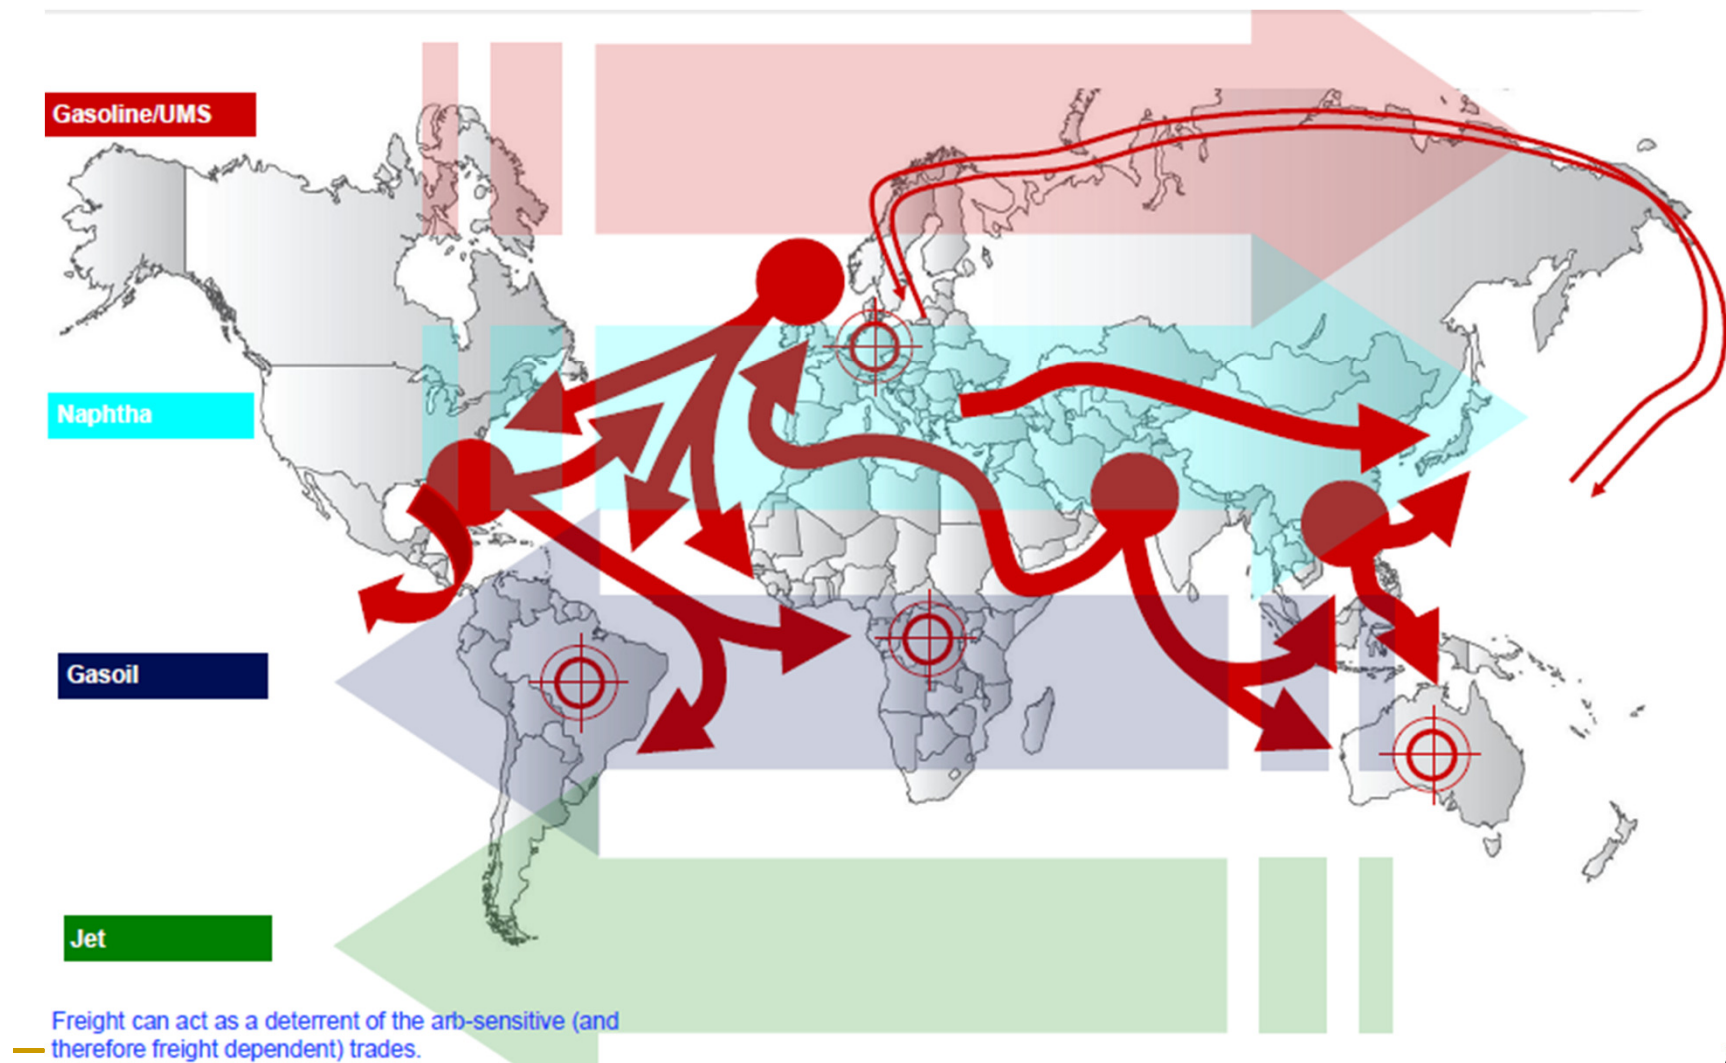 Gasoline/UMS
Naphtha
Gasoil
Jet
Freight can act as a deterrent of the arb-sensitive (and
therefore freight dependent) trades.